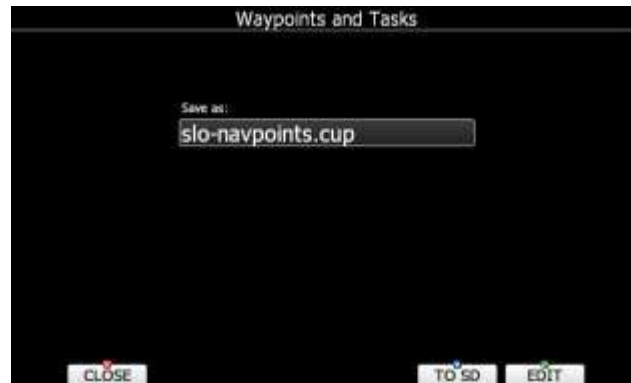 Waypoints and Tasks
Save as:
slo-navpoints.cup
CLOSE TO SD EDIT